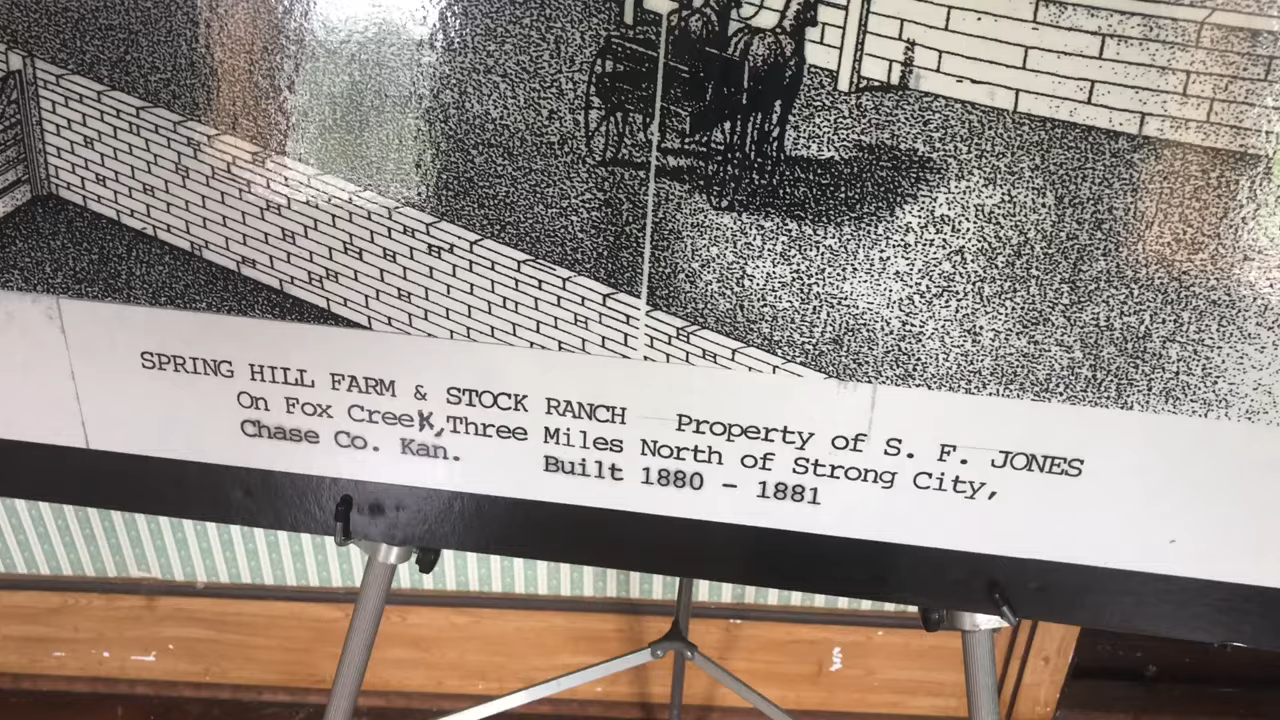 SPRING HILL FARM & STOCK RANCH Property of S. F. JONES
On Fox Creek, Three Miles North of Strong City,
Chase Co. Kan. Built 1880 - 1881